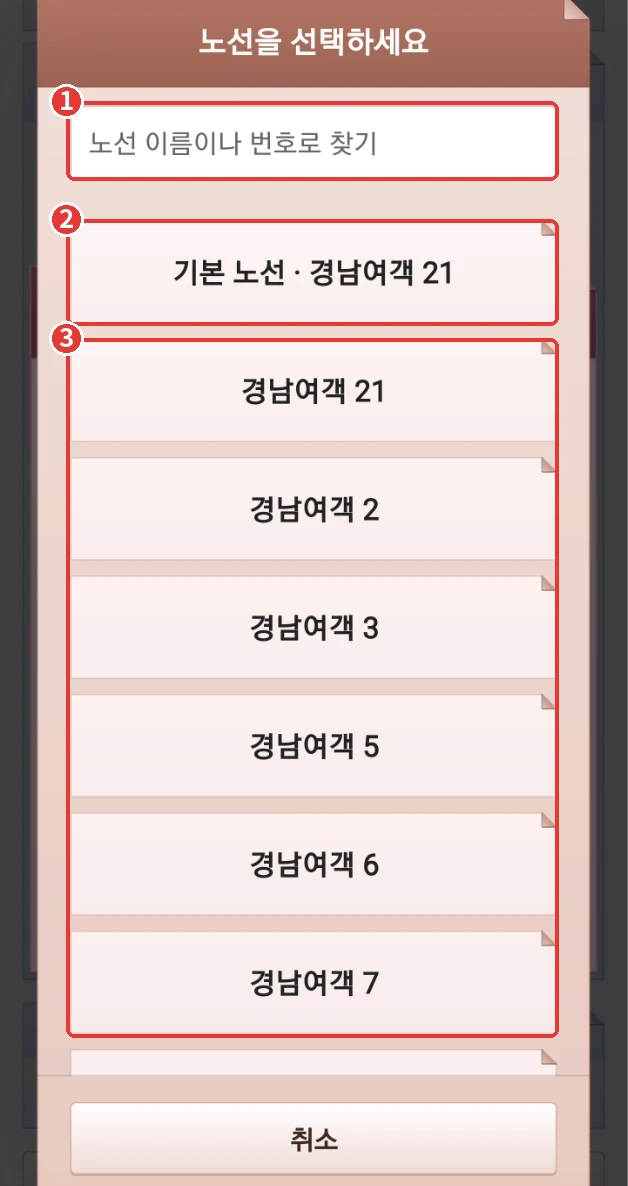 노선을 선택하세요
1
노선 이름이나 번호로 찾기
2
기본 노선 · 경남여객 21
3
경남여객 21
경남여객 2
경남여객 3
경남여객 5
경남여객 6
경남여객 7
취소